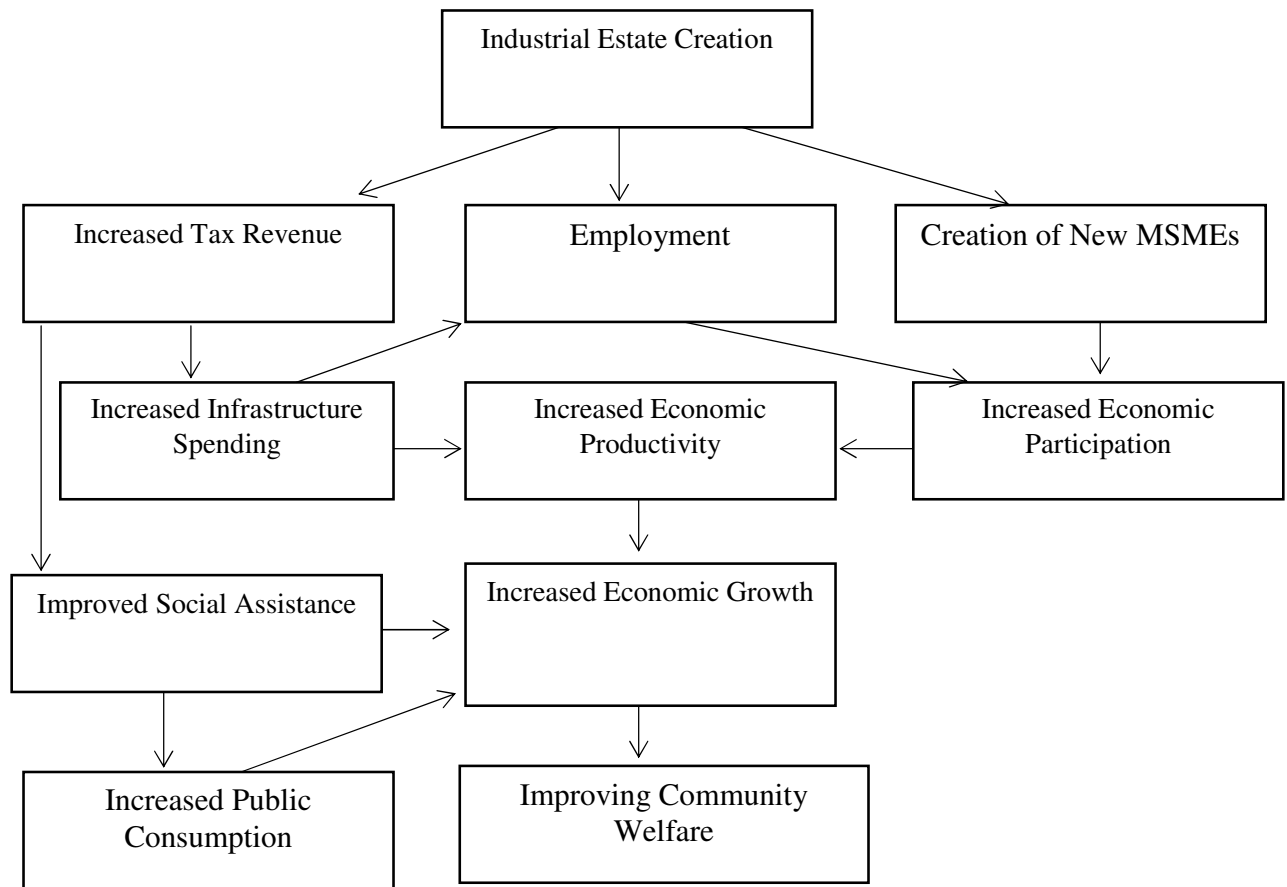 Industrial Estate Creation
Increased Tax Revenue
Employment
Creation of New MSMEs
Increased Infrastructure
Spending
Increased Economic
Productivity
Increased Economic
Participation
Improved Social Assistance
Increased Economic Growth
Increased Public
Consumption
Improving Community
Welfare